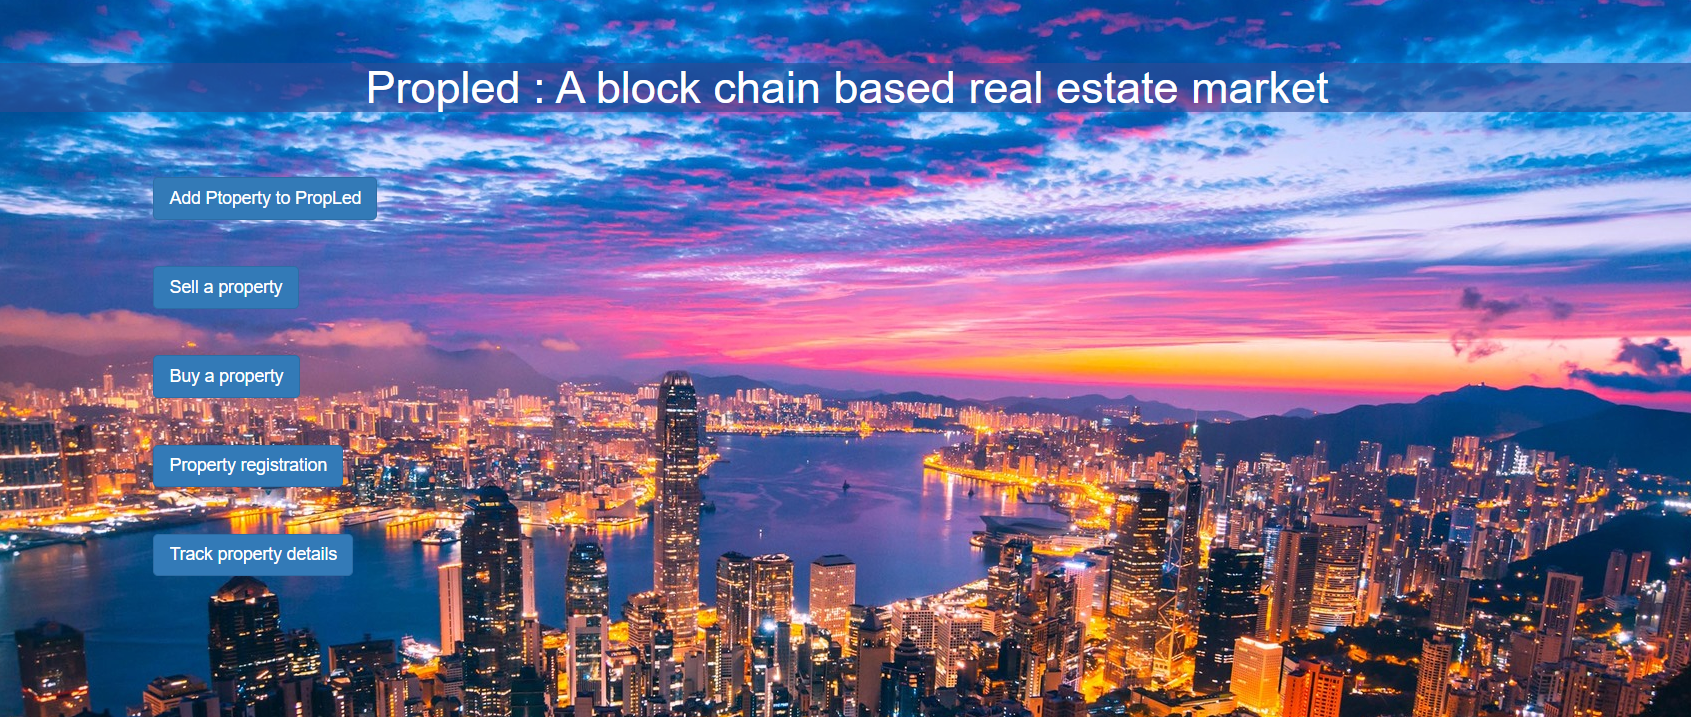 Propled : A block chain based real estate market
Add Ptoperty to PropLed
Sell a property
Buy a property
Property registration
Track property details